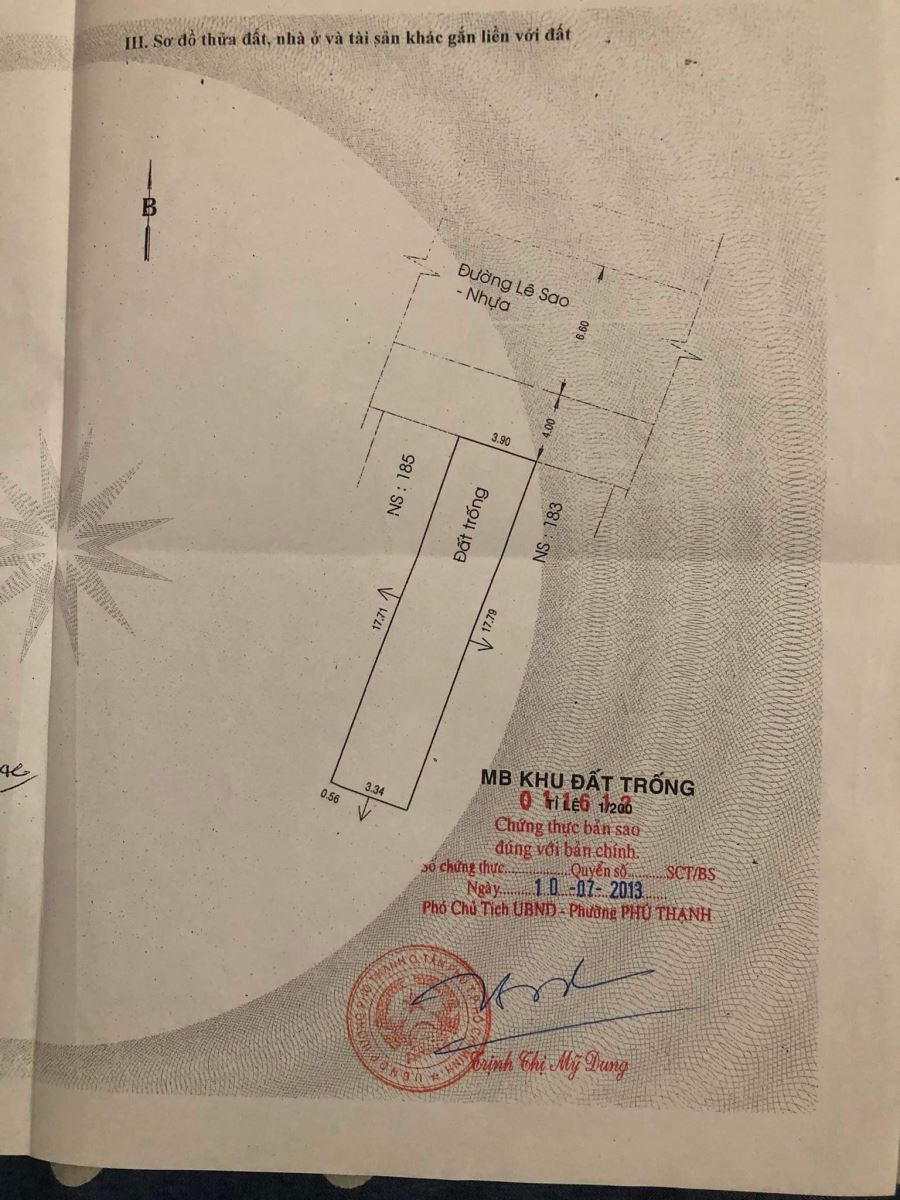 III. Sơ đồ thửa đất, nhà ở và tài sản khác gắn liền với đất
B
Đường Lê Sao
- Nhựa
6.60
4.00
3.90
NS : 185
Đất trống
NS : 183
17.71
17.79
3.34
0.56
MB KHU ĐẤT TRỐNG
TỈ LỆ 1/200
Chứng thực bản sao
đúng với bản chính.
Số chứng thực.............Quyển số..........SCT/BS
Ngày......10 -07- 2013......
Phó Chủ Tịch UBND - Phường PHÚ THẠNH
Trịnh Thị Mỹ Dung